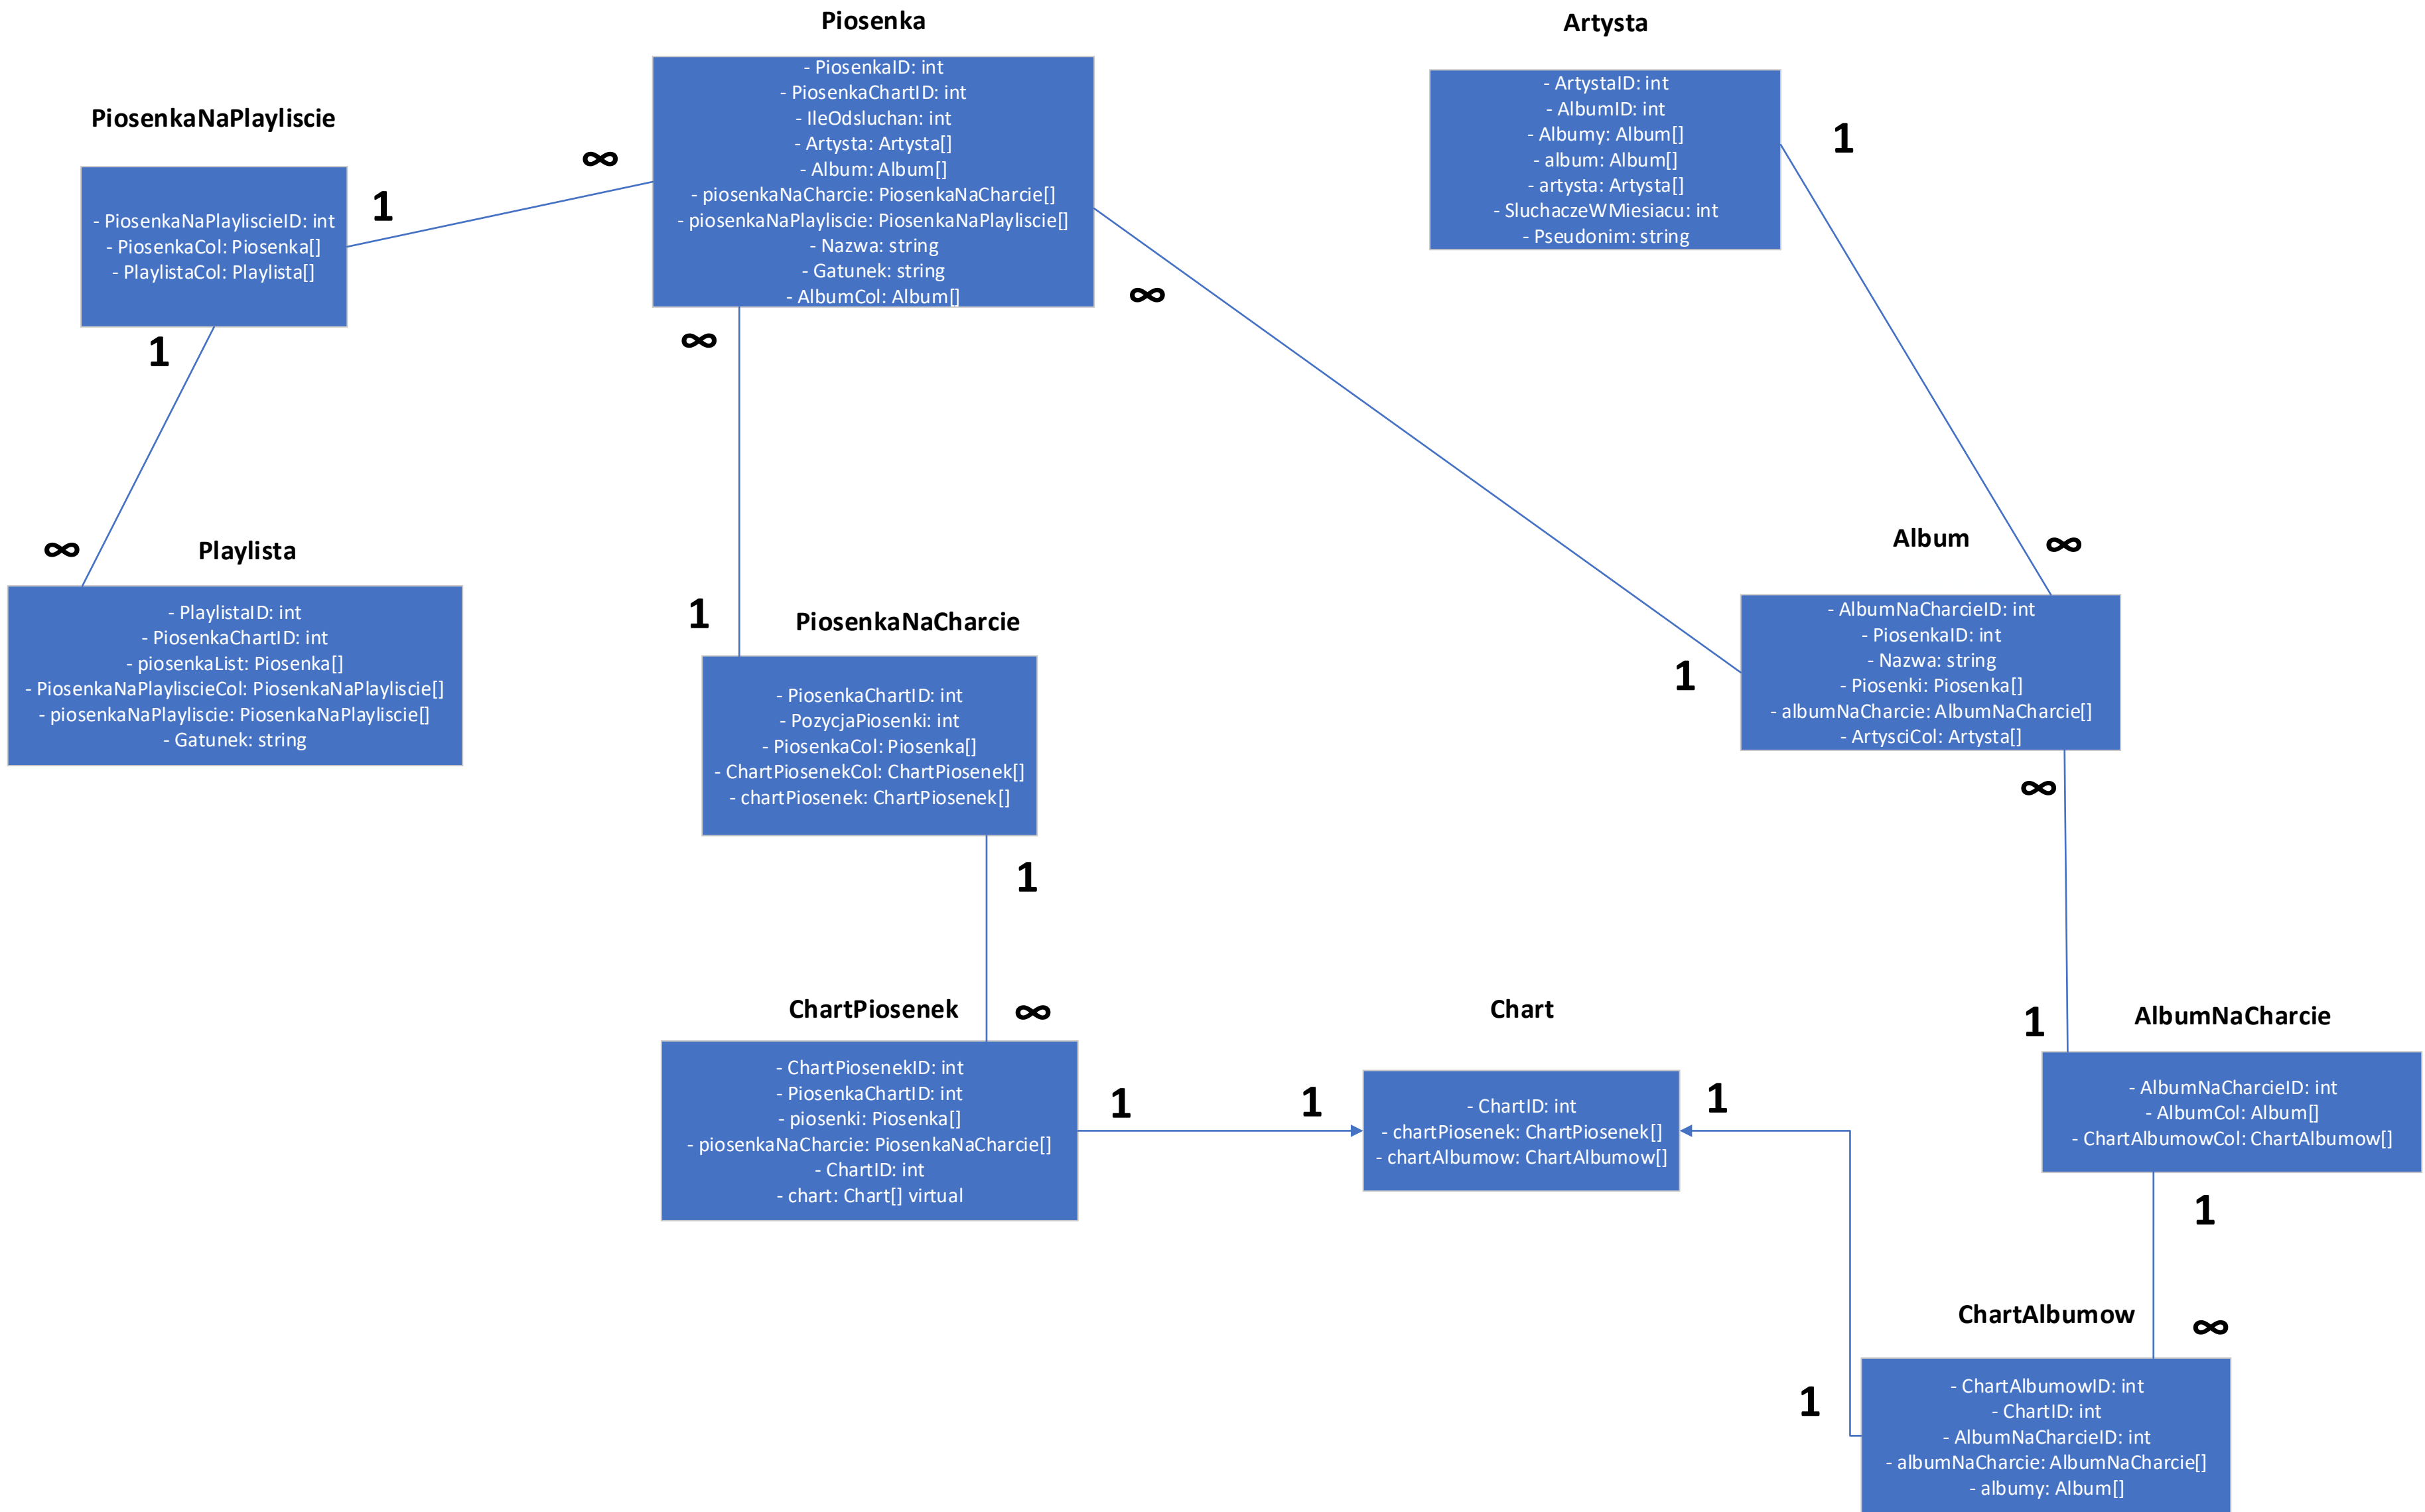 Piosenka
- PiosenkaID: int
- PiosenkaChartID: int
- IleOdsluchan: int
- Artysta: Artysta[]
- Album: Album[]
- piosenkaNaCharcie: PiosenkaNaCharcie[]
- piosenkaNaPlayliscie: PiosenkaNaPlayliscie[]
- Nazwa: string
- Gatunek: string
- AlbumCol: Album[]
Artysta
- ArtystaID: int
- AlbumID: int
- Albumy: Album[]
- album: Album[]
- artysta: Artysta[]
- SluchaczeWMiesiacu: int
- Pseudonim: string
1
PiosenkaNaPlayliscie
- PiosenkaNaPlayliscieID: int
- PiosenkaCol: Piosenka[]
- PlaylistaCol: Playlista[]
1
∞
1
∞
∞
∞
Playlista
- PlaylistaID: int
- PiosenkaChartID: int
- piosenkaList: Piosenka[]
- PiosenkaNaPlayliscieCol: PiosenkaNaPlayliscie[]
- piosenkaNaPlayliscie: PiosenkaNaPlayliscie[]
- Gatunek: string
1
PiosenkaNaCharcie
- PiosenkaChartID: int
- PozycjaPiosenki: int
- PiosenkaCol: Piosenka[]
- ChartPiosenekCol: ChartPiosenek[]
- chartPiosenek: ChartPiosenek[]
1
Album
∞
1
- AlbumNaCharcieID: int
- PiosenkaID: int
- Nazwa: string
- Piosenki: Piosenka[]
- albumNaCharcie: AlbumNaCharcie[]
- ArtysciCol: Artysta[]
∞
ChartPiosenek
∞
- ChartPiosenekID: int
- PiosenkaChartID: int
- piosenki: Piosenka[]
- piosenkaNaCharcie: PiosenkaNaCharcie[]
- ChartID: int
- chart: Chart[] virtual
1
1
Chart
- ChartID: int
- chartPiosenek: ChartPiosenek[]
- chartAlbumow: ChartAlbumow[]
1
1
AlbumNaCharcie
- AlbumNaCharcieID: int
- AlbumCol: Album[]
- ChartAlbumowCol: ChartAlbumow[]
1
ChartAlbumow
∞
1
- ChartAlbumowID: int
- ChartID: int
- AlbumNaCharcieID: int
- albumNaCharcie: AlbumNaCharcie[]
- albumy: Album[]